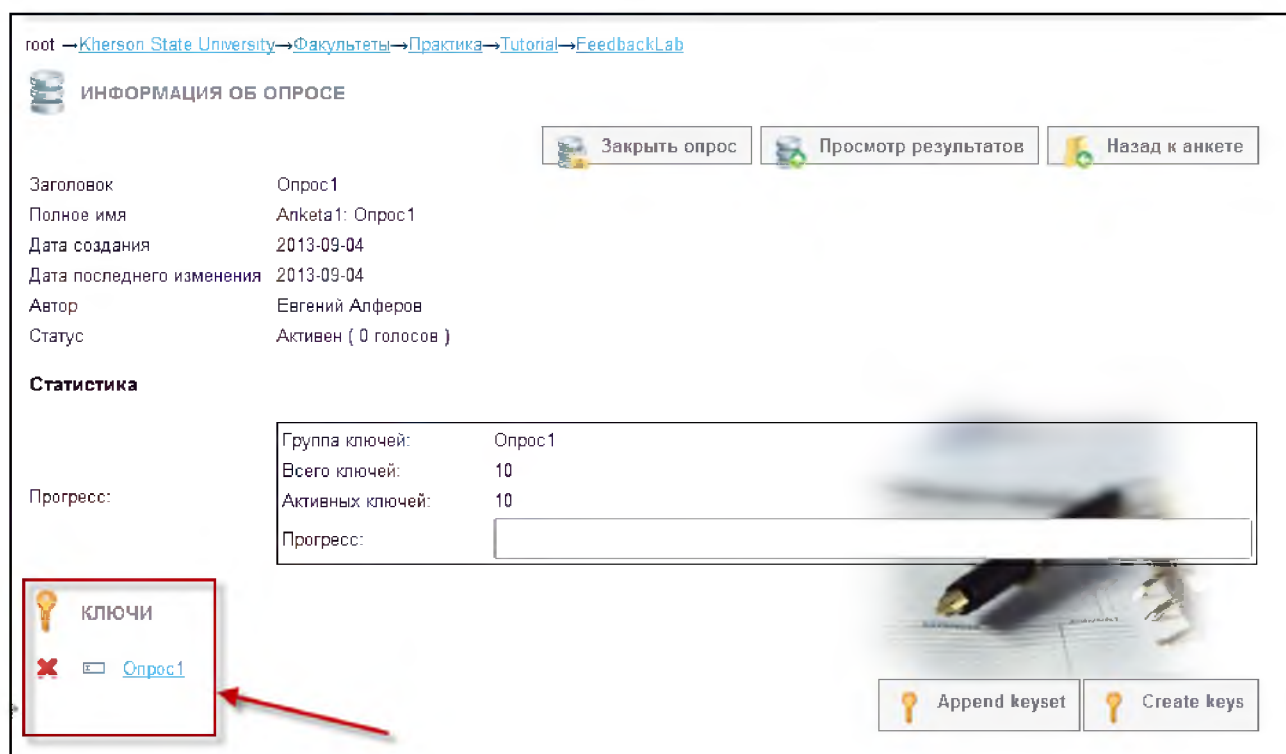 root →Kherson State University→Факультеты→Практика→Tutorial→FeedbackLab
ИНФОРМАЦИЯ ОБ ОПРОСЕ
Закрыть опрос Просмотр результатов Назад к анкете
Заголовок Опрос1
Полное имя Anketa1: Опрос1
Дата создания 2013-09-04
Дата последнего изменения 2013-09-04
Автор Евгений Алферов
Статус Активен ( 0 голосов )
Статистика
Группа ключей: Опрос1
Всего ключей: 10
Прогресс: Активных ключей: 10
Прогресс:
КЛЮЧИ
Опрос1
Append keyset Create keys